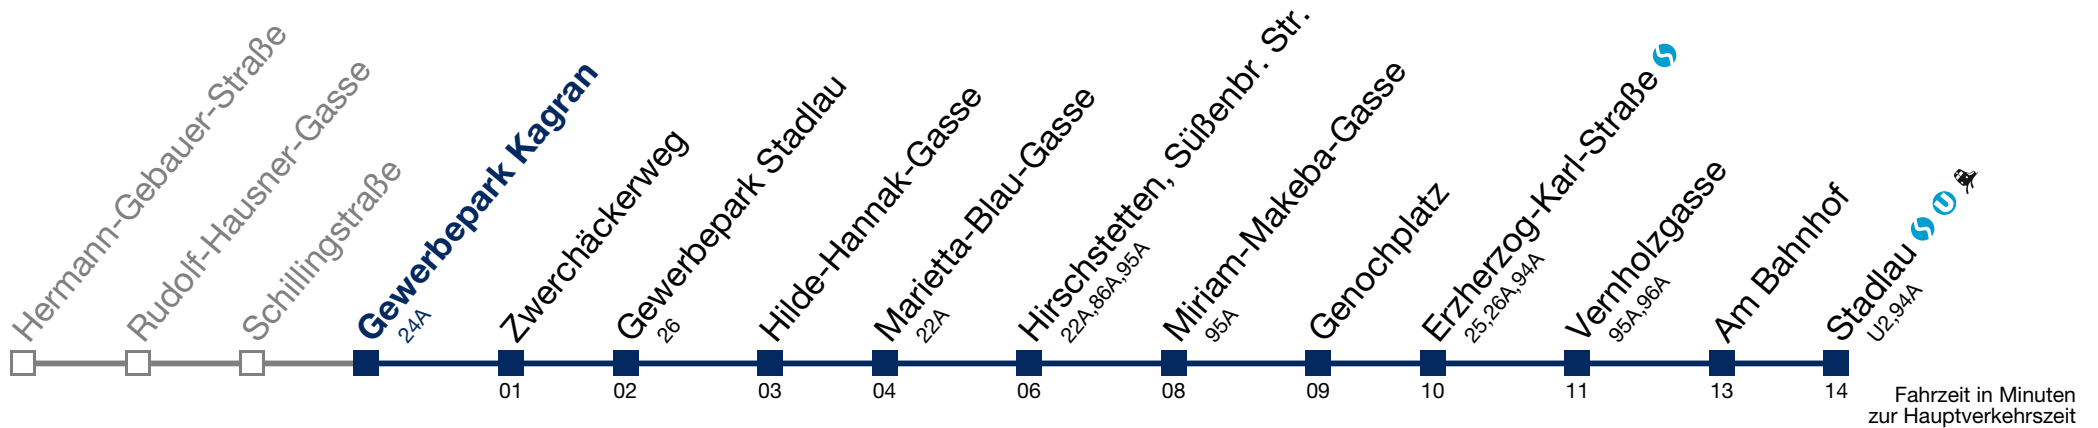 Hermann-Gebauer-Straße
Rudolf-Hausner-Gasse
Schillingstraße
Gewerbepark Kagran
24A
Zwerchäckerweg
01
Gewerbepark Stadlau
26
02
Hilde-Hannak-Gasse
03
Marietta-Blau-Gasse
22A
04
Hirschstetten, Süßenbr. Str.
22A,86A,95A
06
Miriam-Makeba-Gasse
95A
08
Genochplatz
09
Erzherzog-Karl-Straße S
25,26A,94A
10
Vernholzgasse
95A,96A
11
Am Bahnhof
13
Stadlau S U
U2,94A
14
Fahrzeit in Minuten
zur Hauptverkehrszeit